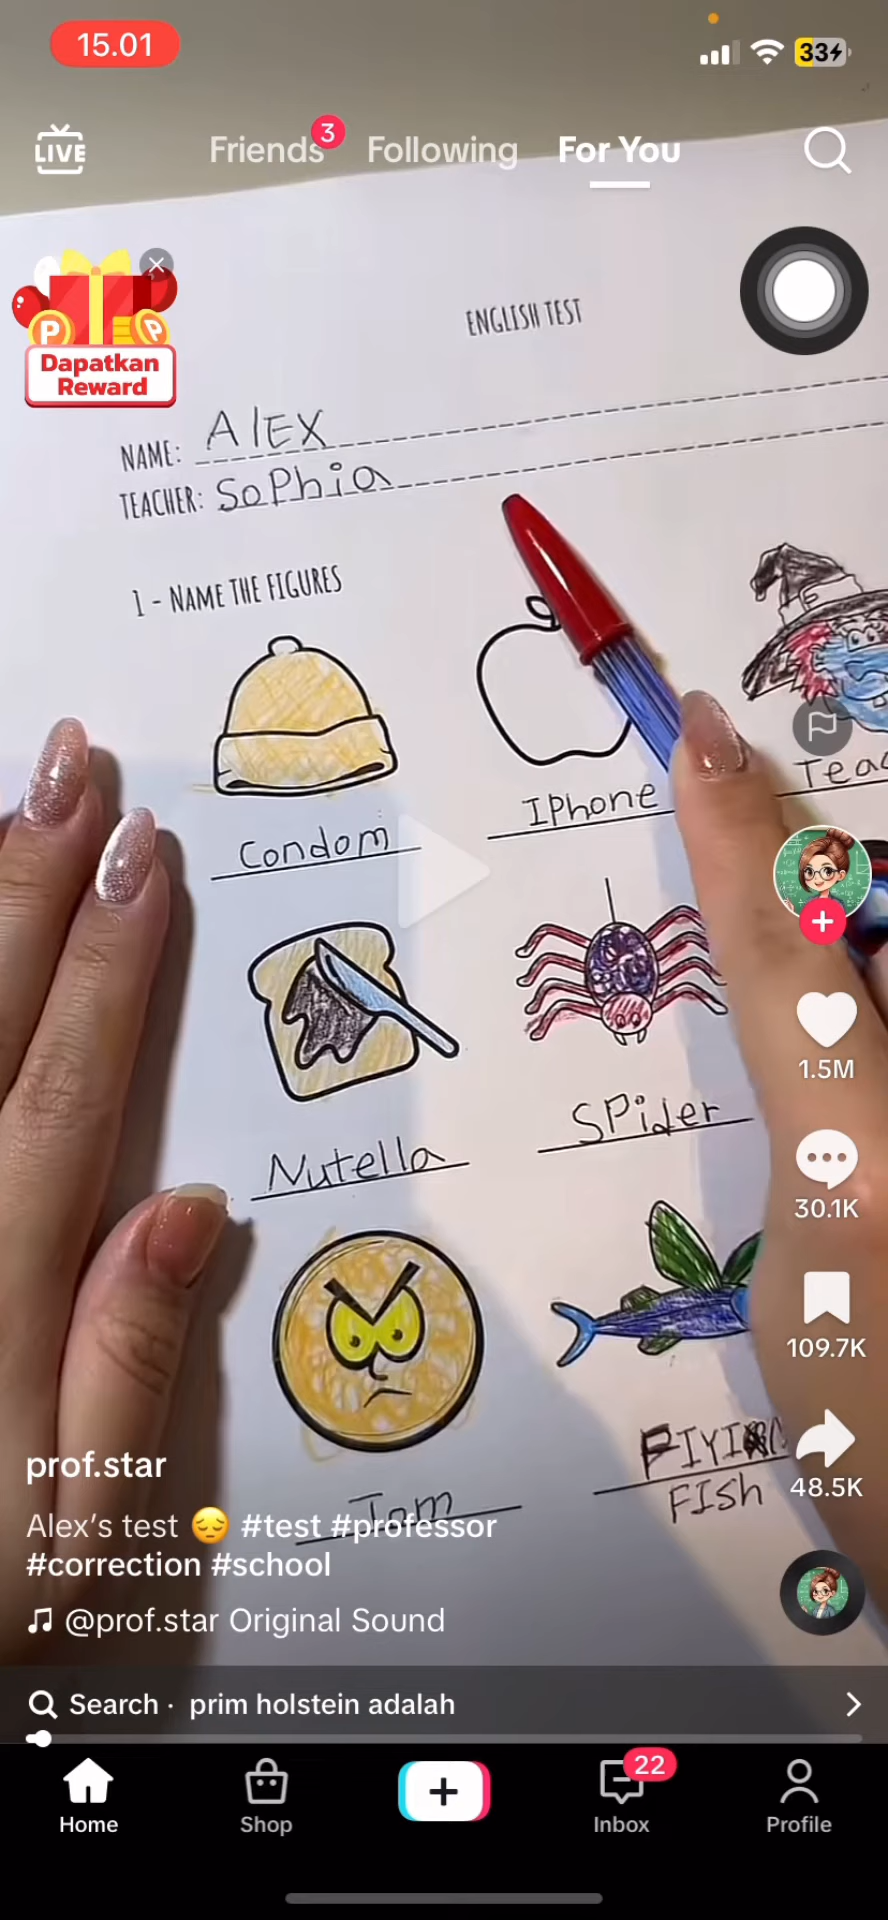 15.01
33
LIVE
Friends 3 Following For You
Dapatkan
Reward
ENGLISH TEST
NAME: AlEX
TEACHER: SoPhia
1 - NAME THE FIGURES
Condom
IPhone
Nutella
SPider
Tom
FIsh
1.5M
30.1K
109.7K
48.5K
prof.star
Alex's test 😔 #test #professor
#correction #school
@prof.star Original Sound
Search · prim holstein adalah
Home
Shop
Inbox 22
Profile